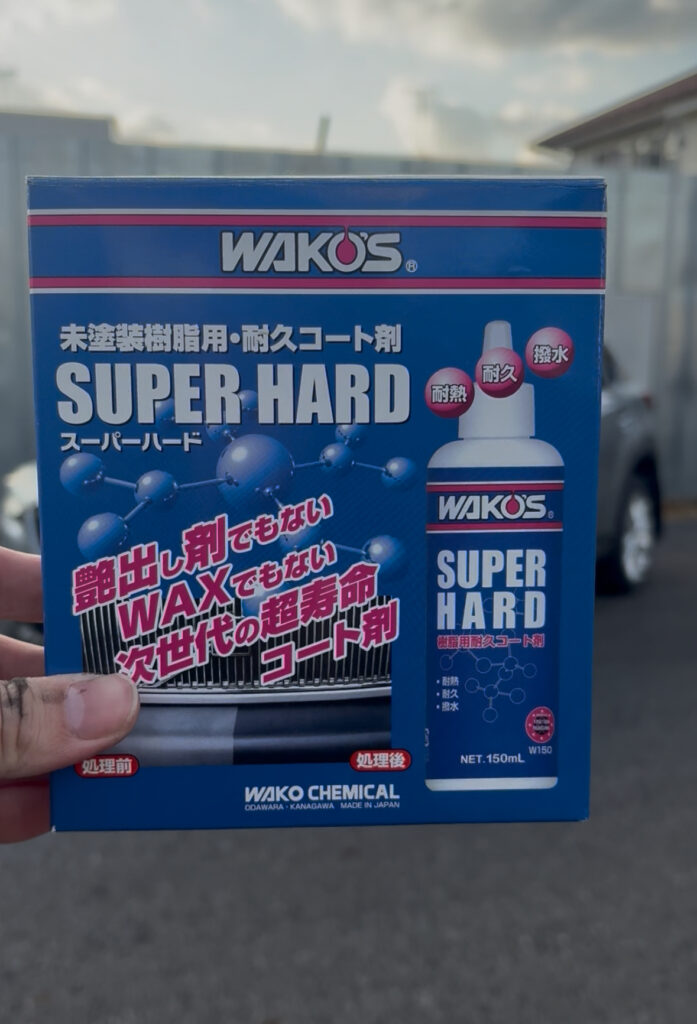 WAKO'S®
未塗装樹脂用・耐久コート剤
SUPER HARD
スーパーハード
耐熱
耐久
撥水
艶出し剤でもない
WAXでもない
次世代の超寿命
コート剤
処理前
処理後
WAKO CHEMICAL
ODAWARA・KANAGAWA MADE IN JAPAN
WAKO'S®
SUPER
HARD
樹脂用耐久コート剤
・耐熱
・耐久
・撥水
W150
NET.150mL